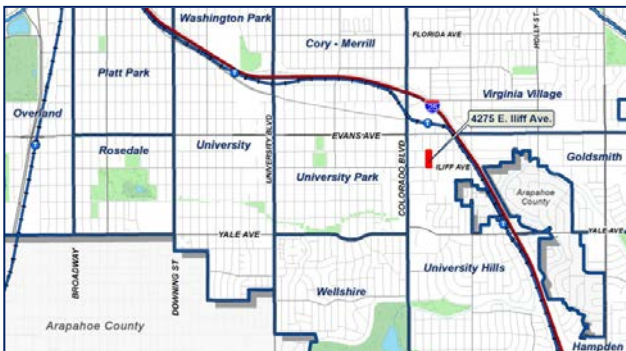 Washington Park
Cory - Merrill
FLORIDA AVE
HOLLY ST
Platt Park
Virginia Village
Overland
25
4275 E. Iliff Ave.
EVANS AVE
Rosedale
University
UNIVERSITY BLVD
COLORADO BLVD
Goldsmith
ILIFF AVE
University Park
Arapahoe
County
YALE AVE
YALE AVE
BROADWAY
DOWNING ST
University Hills
Wellshire
Arapahoe County
Hampden